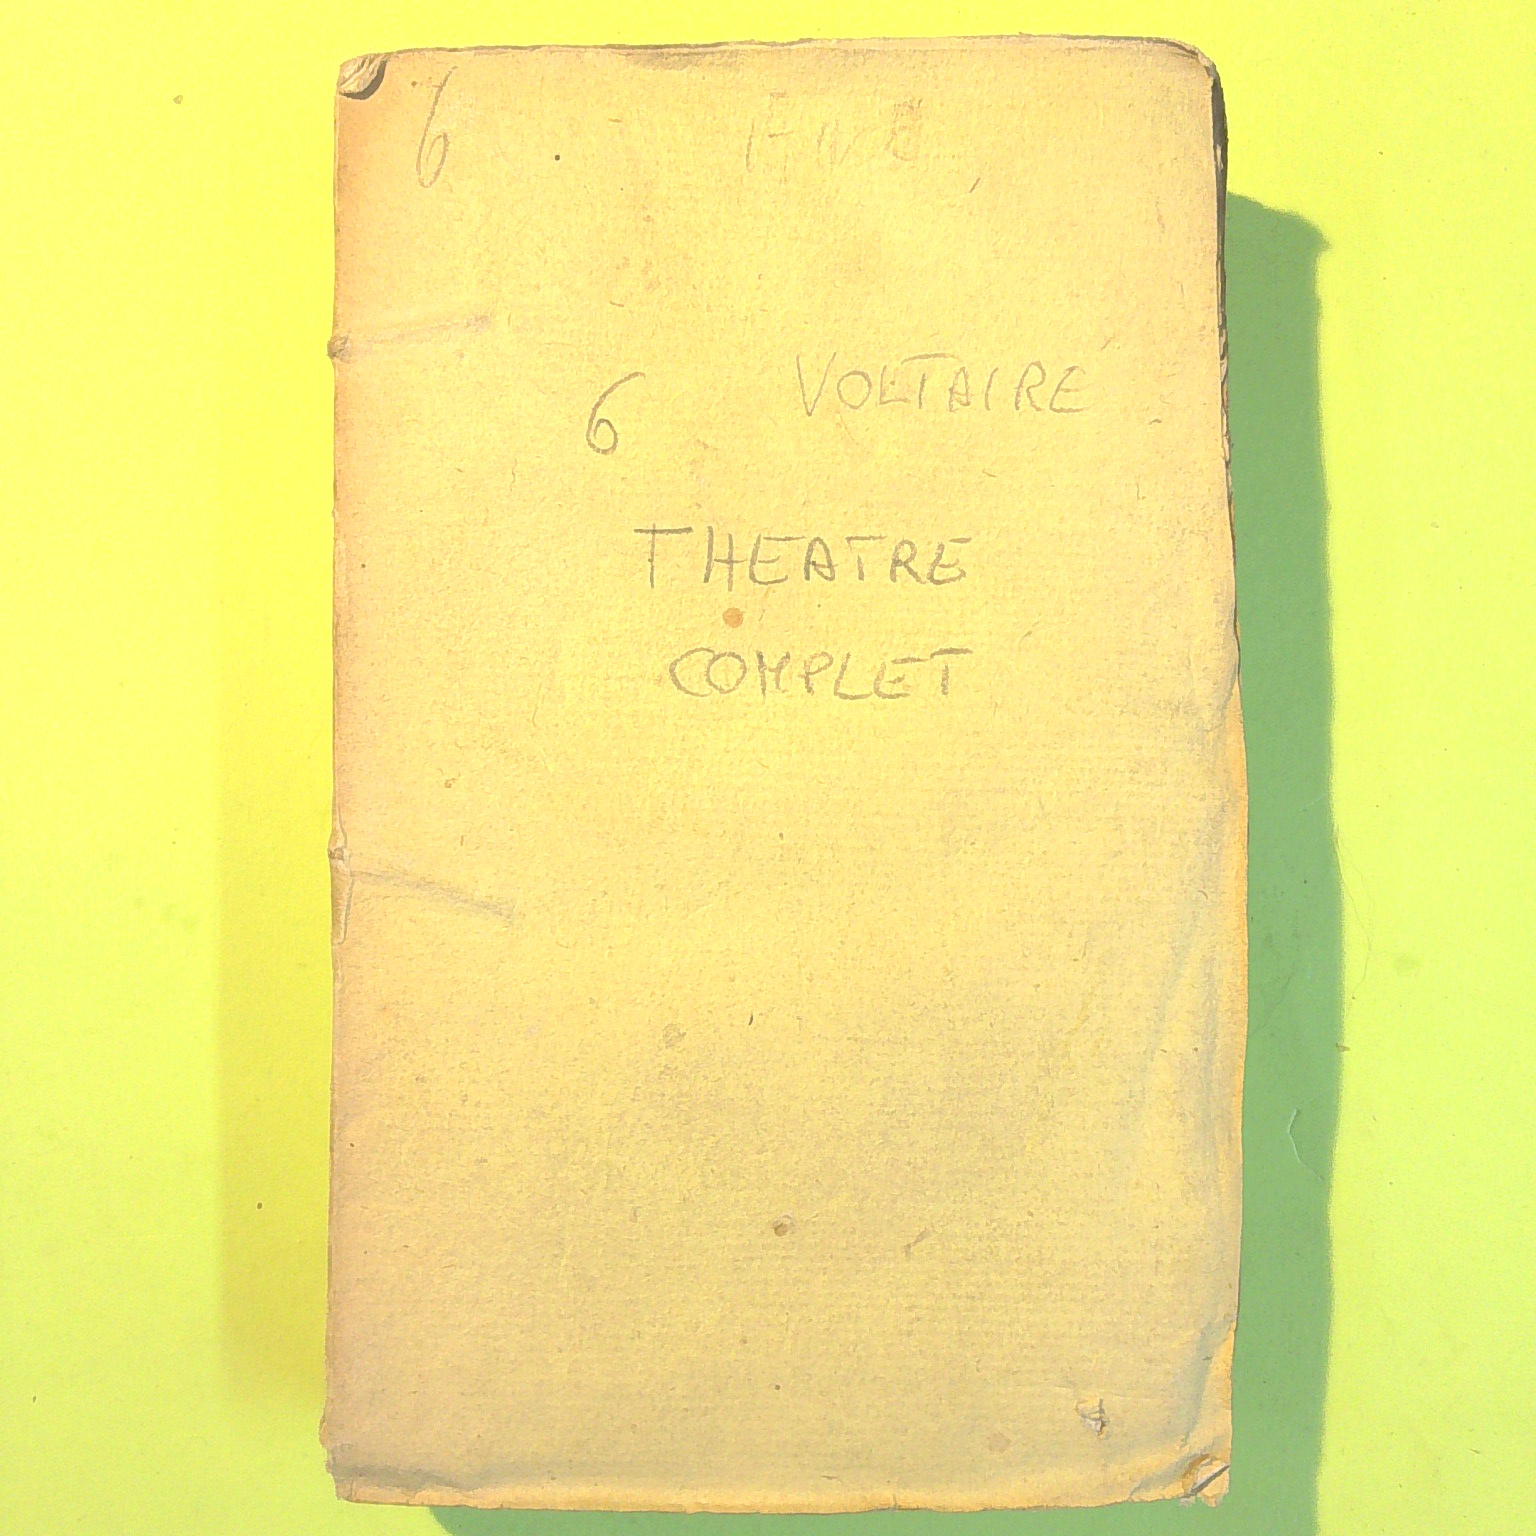 6
6 VOLTAIRE
THEATRE
COMPLET